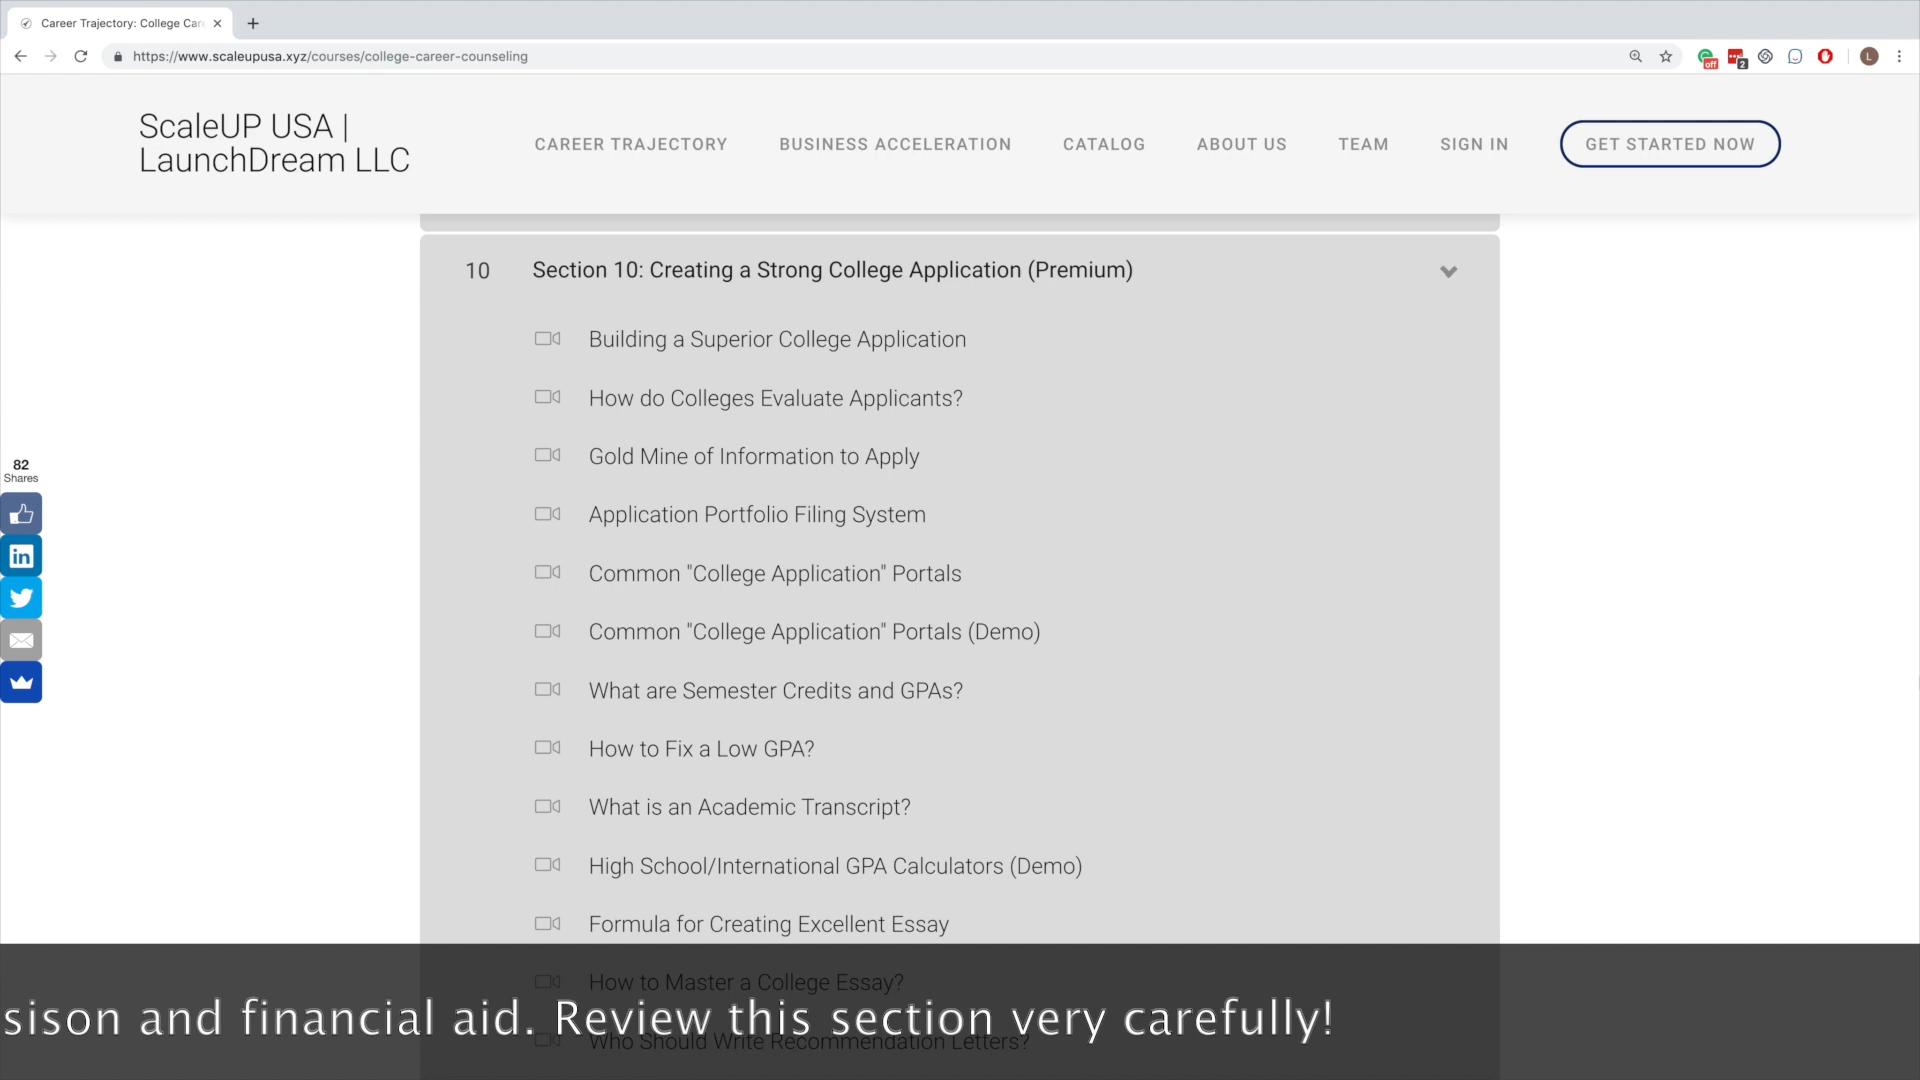 Career Trajectory: College Car
https://www.scaleupusa.xyz/courses/college-career-counseling
off
2
L
ScaleUP USA |
LaunchDream LLC
CAREER TRAJECTORY
BUSINESS ACCELERATION
CATALOG
ABOUT US
TEAM
SIGN IN
GET STARTED NOW
10 Section 10: Creating a Strong College Application (Premium)
Building a Superior College Application
How do Colleges Evaluate Applicants?
Gold Mine of Information to Apply
Application Portfolio Filing System
Common "College Application" Portals
Common "College Application" Portals (Demo)
What are Semester Credits and GPAs?
How to Fix a Low GPA?
What is an Academic Transcript?
High School/International GPA Calculators (Demo)
Formula for Creating Excellent Essay
How to Master a College Essay?
Who Should Write Recommendation Letters?
82
Shares
in
sison and financial aid. Review this section very carefully!